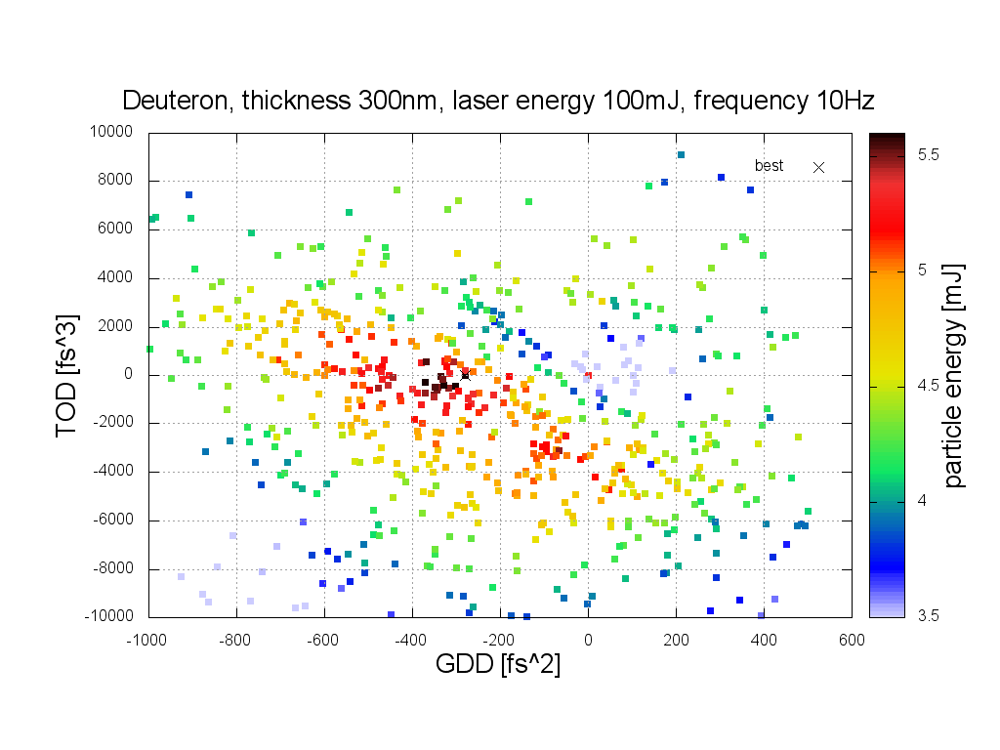 Deuteron, thickness 300nm, laser energy 100mJ, frequency 10Hz
10000
8000
6000
4000
2000
0
-2000
-4000
-6000
-8000
-10000
TOD [fs^3]
best
-1000 -800 -600 -400 -200 0 200 400 600
GDD [fs^2]
5.5
5
4.5
4
3.5
particle energy [mJ]